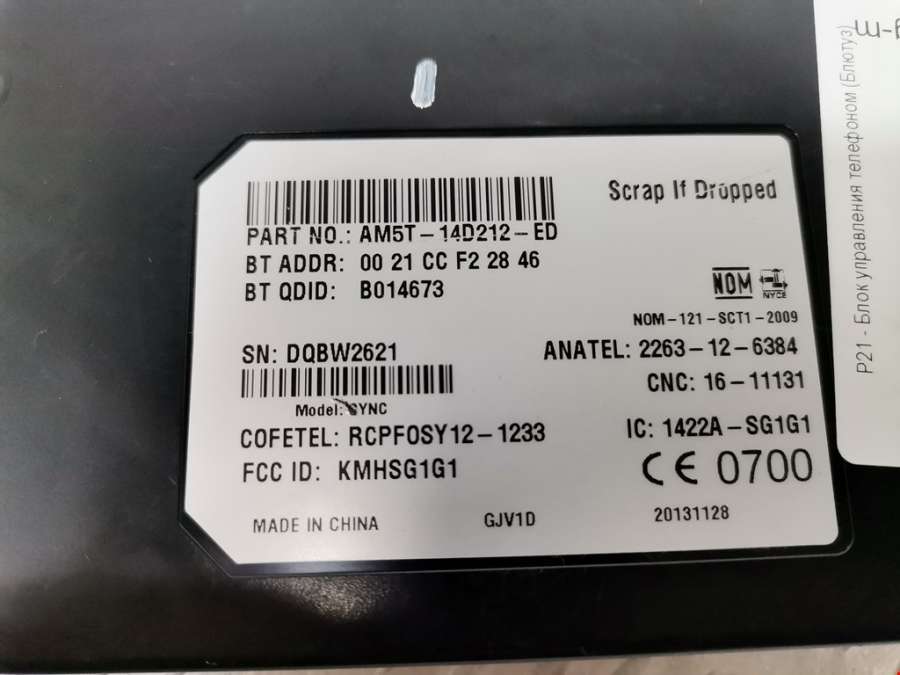 Scrap If Dropped
PART NO.: AM5T-14D212-ED
BT ADDR: 00 21 CC F2 28 46
BT QDID: B014673
NOM
NYCE
NOM-121-SCT1-2009
SN: DQBW2621
ANATEL: 2263-12-6384
CNC: 16-11131
Model: SYNC
COFETEL: RCPFOSY12-1233
IC: 1422A-SG1G1
FCC ID: KMHSG1G1
CE 0700
MADE IN CHINA
GJV1D
20131128
P21 - Блок управления телефоном (Блютуз)